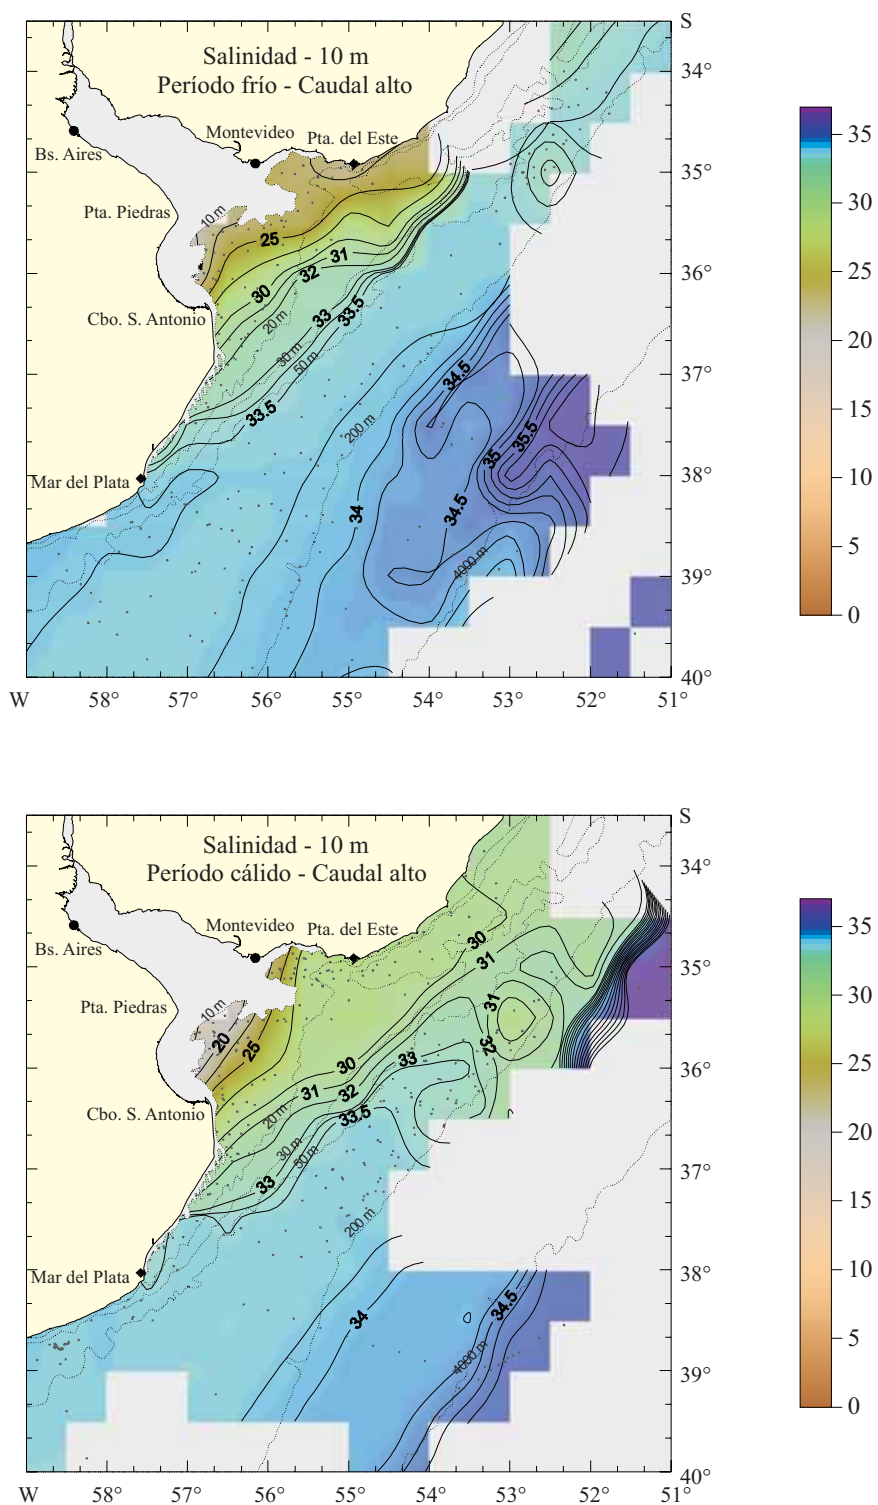 S
Salinidad - 10 m
Período frío - Caudal alto
34°
35
Montevideo
Pta. del Este
Bs. Aires
35°
30
Pta. Piedras
10 m
25
25
31
32
36°
30
33
33.5
20 m
Cbo. S. Antonio
20
30 m
50 m
34.5
37°
15
33.5
200 m
35.5
35
38°
10
Mar del Plata
34
34.5
4000 m
5
39°
0
40°
W
58°
57°
56°
55°
54°
53°
52°
51°
S
Salinidad - 10 m
Período cálido - Caudal alto
34°
35
Montevideo
Pta. del Este
30
Bs. Aires
31
35°
30
Pta. Piedras
10 m
31
20
25
32
25
30
33
36°
31
32
Cbo. S. Antonio
20 m
33.5
20
30 m
50 m
33
37°
15
200 m
Mar del Plata
38°
10
34
34.5
4000 m
5
39°
0
40°
W
58°
57°
56°
55°
54°
53°
52°
51°